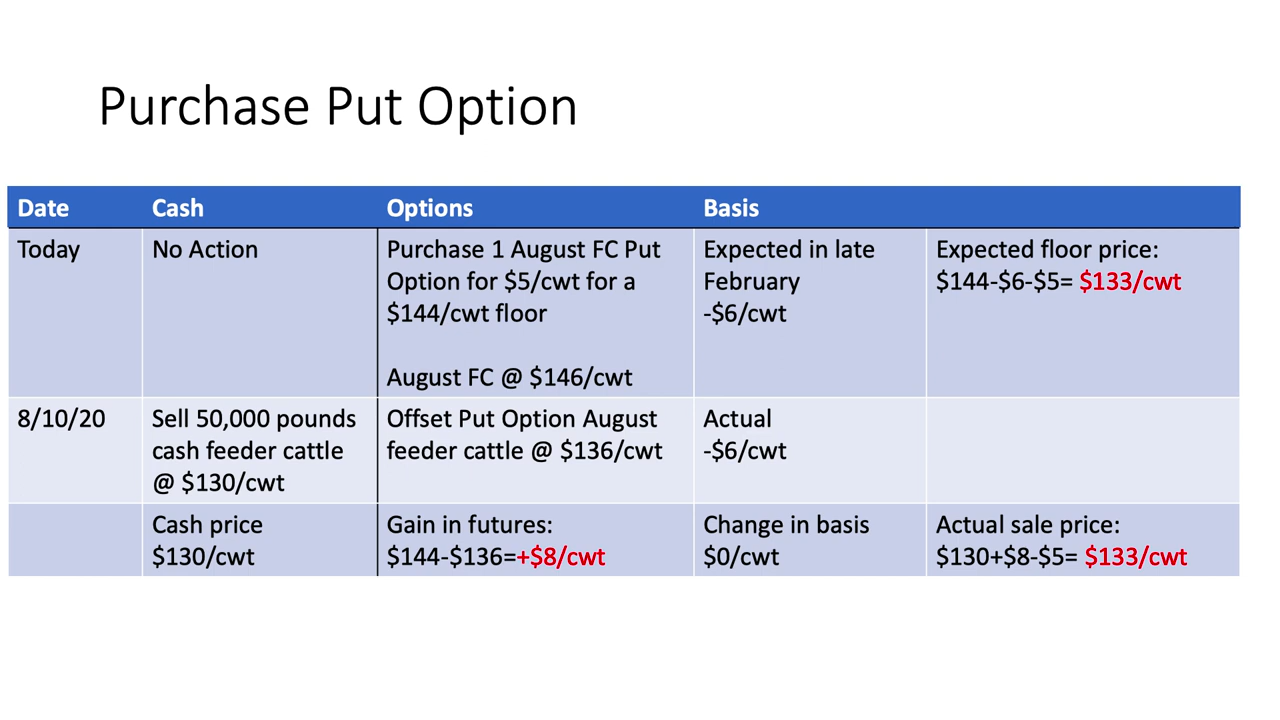 Purchase Put Option
Date
Cash
Options
Basis
Today
No Action
Purchase 1 August FC Put
Option for $5/cwt for a
$144/cwt floor
August FC @ $146/cwt
Expected in late
February
-$6/cwt
Expected floor price:
$144-$6-$5= $133/cwt
8/10/20
Sell 50,000 pounds
cash feeder cattle
@ $130/cwt
Offset Put Option August
feeder cattle @ $136/cwt
Actual
-$6/cwt
Cash price
$130/cwt
Gain in futures:
$144-$136=+$8/cwt
Change in basis
$0/cwt
Actual sale price:
$130+$8-$5= $133/cwt